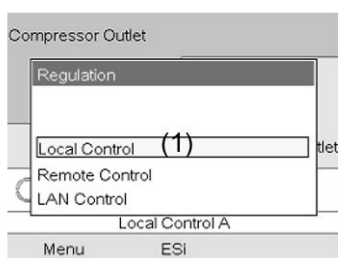 Compressor Outlet
Regulation
Local Control (1)
tlet
Remote Control
LAN Control
Local Control A
Menu ESi